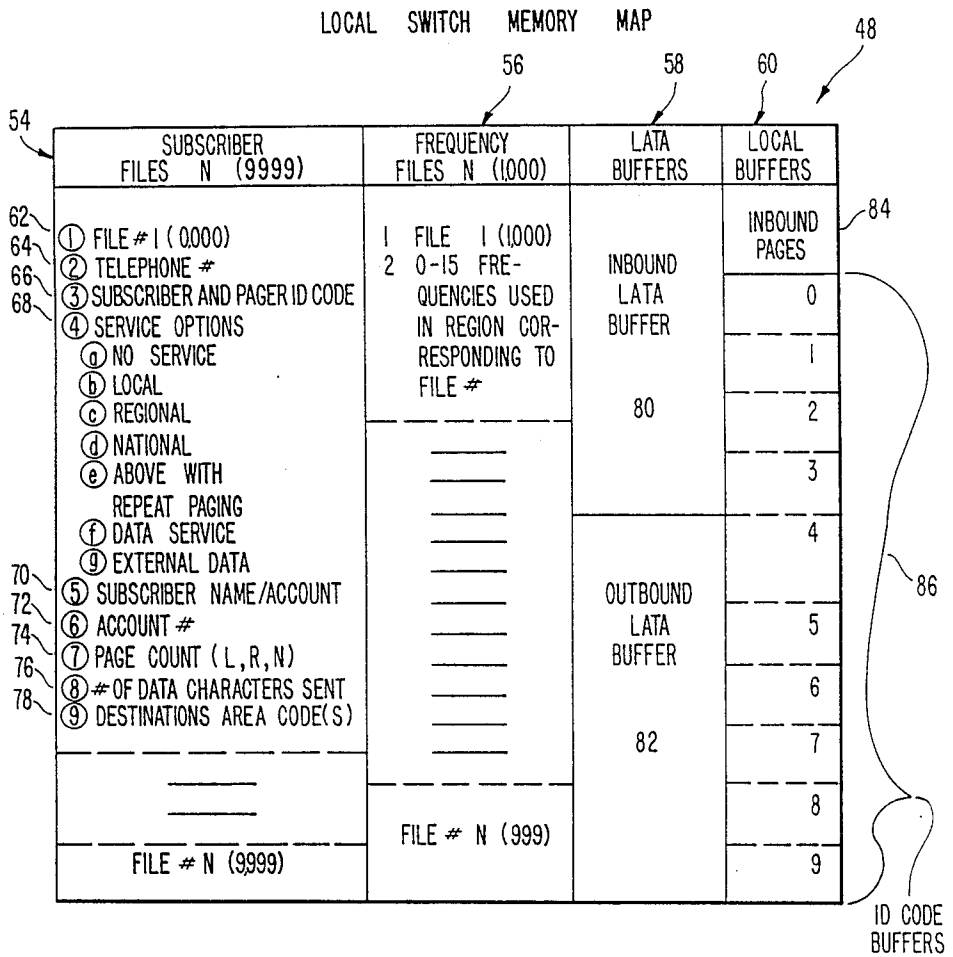 LOCAL SWITCH MEMORY MAP
48
54
56
58
60
SUBSCRIBER
FILES N (9999)
FREQUENCY
FILES N (1,000)
LATA
BUFFERS
LOCAL
BUFFERS
62
① FILE # 1 (0,000)
64
② TELEPHONE #
66
③ SUBSCRIBER AND PAGER ID CODE
68
④ SERVICE OPTIONS
ⓐ NO SERVICE
ⓑ LOCAL
ⓒ REGIONAL
ⓓ NATIONAL
ⓔ ABOVE WITH
REPEAT PAGING
ⓕ DATA SERVICE
ⓖ EXTERNAL DATA
70
⑤ SUBSCRIBER NAME/ACCOUNT
72
⑥ ACCOUNT #
74
⑦ PAGE COUNT (L,R,N)
76
⑧ # OF DATA CHARACTERS SENT
78
⑨ DESTINATIONS AREA CODE(S)
FILE # N (9,999)
1 FILE 1 (1,000)
2 0-15 FRE-
QUENCIES USED
IN REGION COR-
RESPONDING TO
FILE #
FILE # N (999)
INBOUND
LATA
BUFFER
80
OUTBOUND
LATA
BUFFER
82
INBOUND
PAGES
84
0
1
2
3
4
5
6
7
8
9
86
ID CODE
BUFFERS